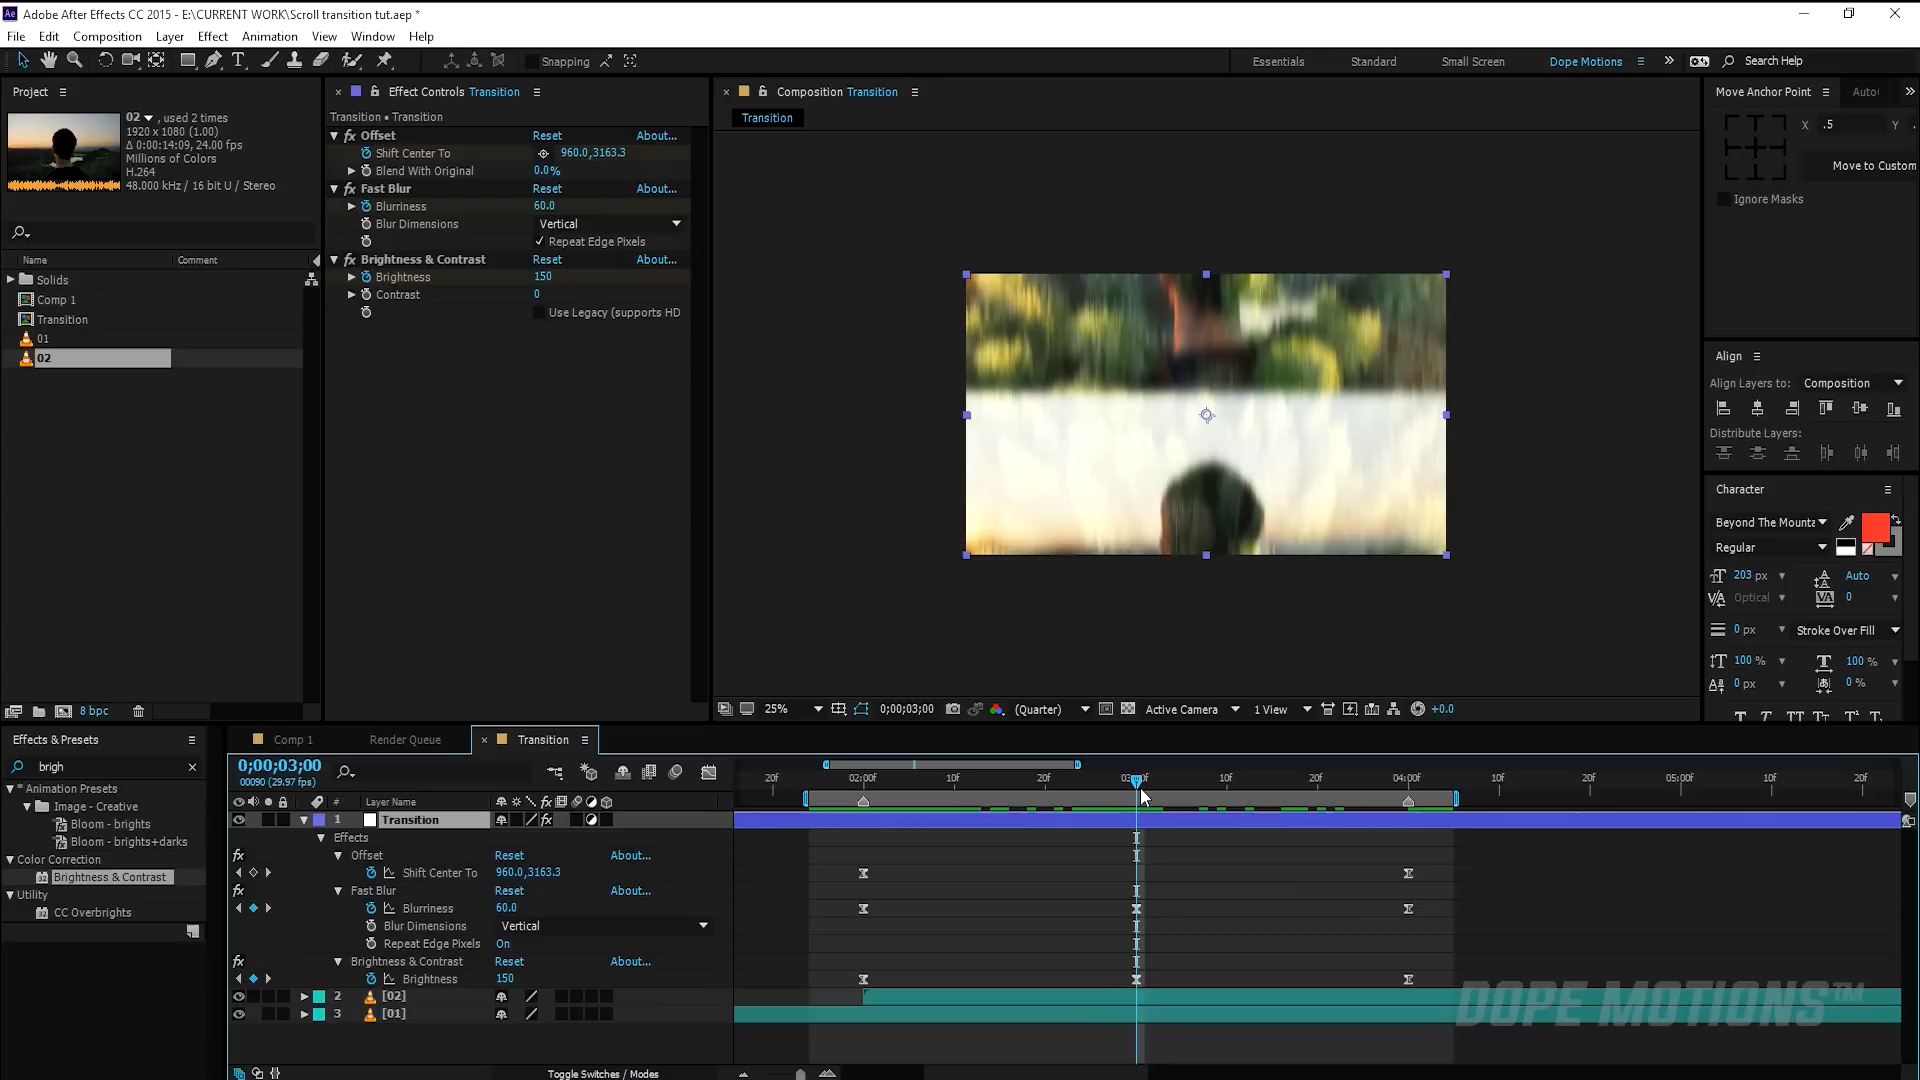 Adobe After Effects CC 2015 - E:\CURRENT WORK\Scroll transition tut.aep *
File Edit Composition Layer Effect Animation View Window Help
Snapping
Essentials Standard Small Screen Dope Motions Search Help
Project
02 , used 2 times
1920 x 1080 (1.00)
Δ 0:00:14:09, 24.00 fps
Millions of Colors
H.264
48.000 kHz / 16 bit U / Stereo
Name Comment
Solids
Comp 1
Transition
01
02
8 bpc
Effect Controls Transition
Transition • Transition
Offset Reset About...
Shift Center To 960.0,3163.3
Blend With Original 0.0%
Fast Blur Reset About...
Blurriness 60.0
Blur Dimensions Vertical
Repeat Edge Pixels
Brightness & Contrast Reset About...
Brightness 150
Contrast 0
Use Legacy (supports HD
Composition Transition
Transition
25% 0;00;03;00 (Quarter) Active Camera 1 View +0.0
Move Anchor Point Auto
X .5 Y
Move to Custom
Ignore Masks
Align
Align Layers to: Composition
Distribute Layers:
Character
Beyond The Mounta
Regular
203 px Auto
Optical 0
0 px Stroke Over Fill
100 % 100 %
0 px 0 %
Effects & Presets
brigh
* Animation Presets
Image - Creative
Bloom - brights
Bloom - brights+darks
Color Correction
Brightness & Contrast
Utility
CC Overbrights
Comp 1 Render Queue Transition
0;00;03;00
00090 (29.97 fps)
20f 02:00f 10f 20f 03:00f 10f 20f 04:00f 10f 20f 05:00f 10f 20f
# Layer Name
1 Transition
Effects
Offset Reset About...
Shift Center To 960.0,3163.3
Fast Blur Reset About...
Blurriness 60.0
Blur Dimensions Vertical
Repeat Edge Pixels On
Brightness & Contrast Reset About...
Brightness 150
2 [02]
3 [01]
Toggle Switches / Modes
DOPE MOTIONS™